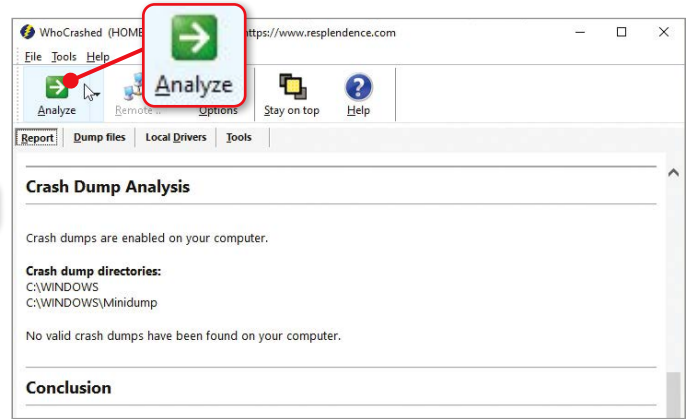 WhoCrashed (HOME ttps://www.resplendence.com
File Tools Help
Analyze
Analyze Options Stay on top Help
Report Dump files Local Drivers Tools
Crash Dump Analysis
Crash dumps are enabled on your computer.
Crash dump directories:
C:\WINDOWS
C:\WINDOWS\Minidump
No valid crash dumps have been found on your computer.
Conclusion